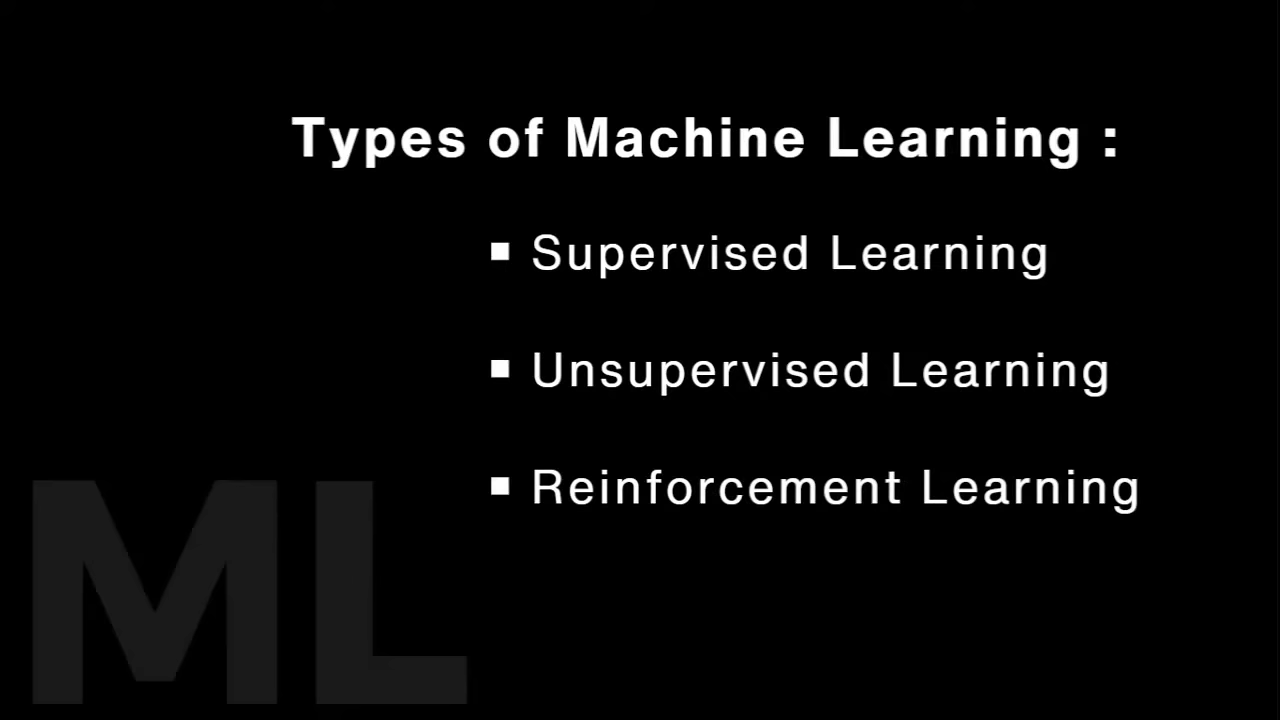 Types of Machine Learning :
▪ Supervised Learning
▪ Unsupervised Learning
▪ Reinforcement Learning
ML